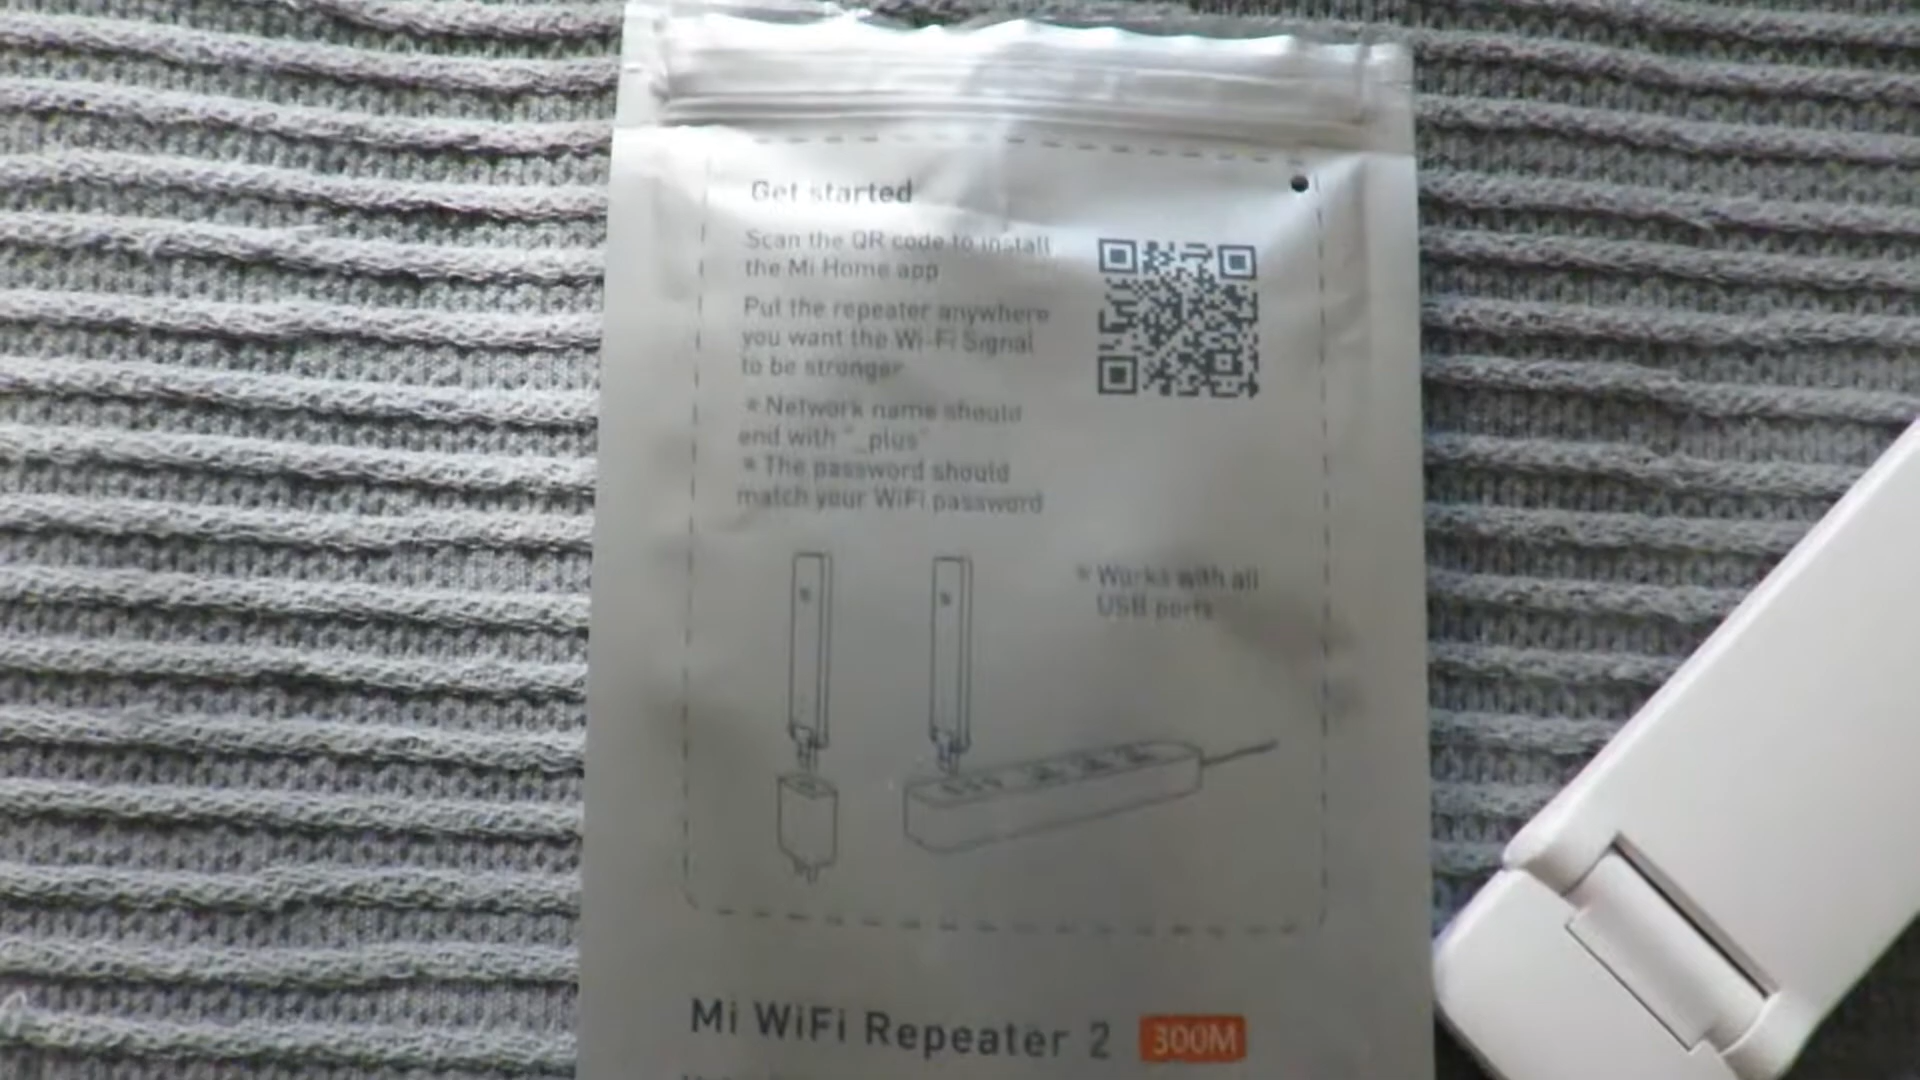 Get started
Scan the QR code to install
the Mi Home app
Put the repeater anywhere
you want the Wi-Fi Signal
to be stronger
* Network name should
end with "_plus"
* The password should
match your WiFi password
* Works with all
USB ports
Mi WiFi Repeater 2 300M